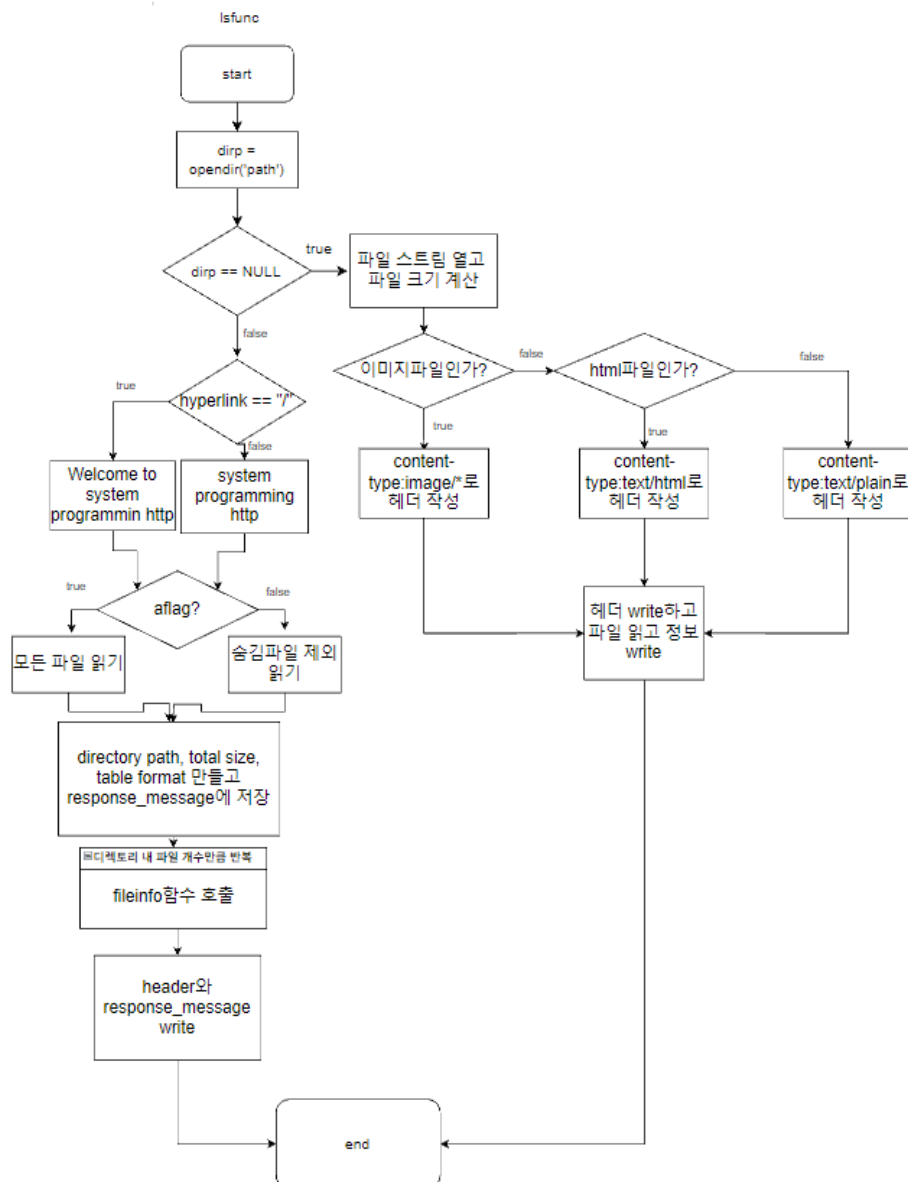 lsfunc
start
dirp =
opendir('path')
dirp == NULL
true
파일 스트림 열고
파일 크기 계산
false
이미지파일인가?
false
html파일인가?
false
true
hyperlink == "/"
false
true
true
Welcome to
system
programmin http
system
programming
http
content-
type:image/*로
헤더 작성
content-
type:text/html로
헤더 작성
content-
type:text/plain로
헤더 작성
true
aflag?
false
헤더 write하고
파일 읽고 정보
write
모든 파일 읽기
숨김파일 제외
읽기
directory path, total size,
table format 만들고
response_message에 저장
디렉토리 내 파일 개수만큼 반복
fileinfo함수 호출
header와
response_message
write
end